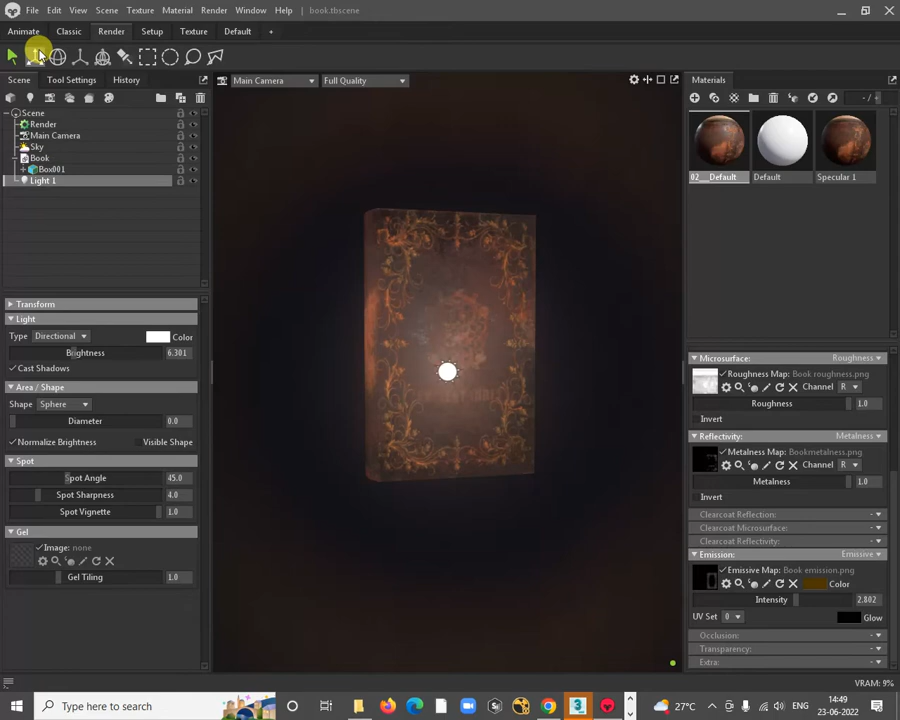 File Edit View Scene Texture Material Render Window Help book.tbscene
Animate Classic Render Setup Texture Default +
Scene Tool Settings History
Main Camera Full Quality
Materials
- / -
Scene
Render
Main Camera
Sky
Book
Box001
Light 1
02__Default Default Specular 1
Transform
Light
Type Directional Color
Brightness 6.301
Cast Shadows
Area / Shape
Shape Sphere
Diameter 0.0
Normalize Brightness Visible Shape
Spot
Spot Angle 45.0
Spot Sharpness 4.0
Spot Vignette 1.0
Gel
Image: none
Gel Tiling 1.0
Microsurface: Roughness
Roughness Map: Book roughness.png
Channel R
Roughness 1.0
Invert
Reflectivity: Metalness
Metalness Map: Bookmetalness.png
Channel R
Metalness 1.0
Invert
Clearcoat Reflection: -
Clearcoat Microsurface: -
Clearcoat Reflectivity: -
Emission: Emissive
Emissive Map: Book emission.png
Color
Intensity 2.802
UV Set 0 Glow
Occlusion: -
Transparency: -
Extra: -
VRAM: 9%
Type here to search
3
27°C ENG 14:49
23-06-2022